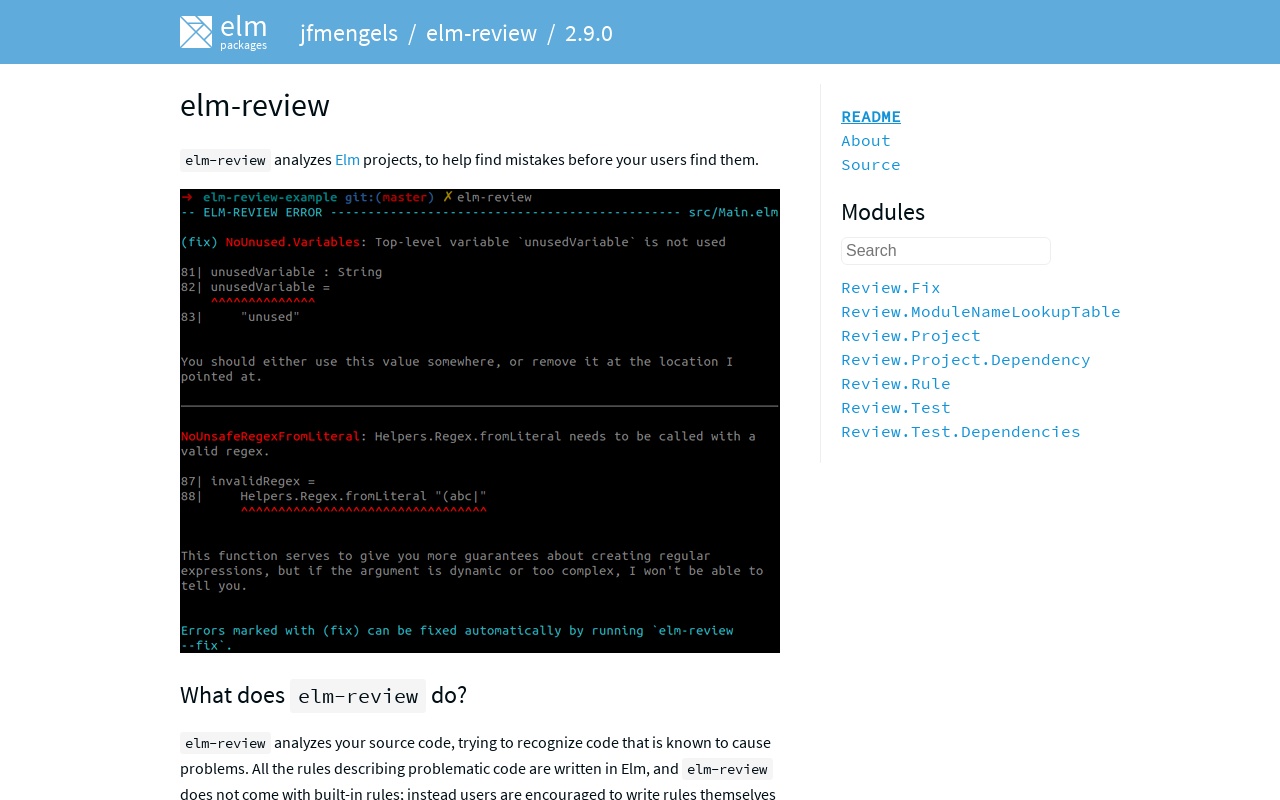 elm
packages
jfmengels / elm-review / 2.9.0
elm-review
elm-review analyzes Elm projects, to help find mistakes before your users find them.
➜ elm-review-example git:(master) ✗ elm-review
-- ELM-REVIEW ERROR ----------------------------------------------- src/Main.elm
(fix) NoUnused.Variables: Top-level variable `unusedVariable` is not used
81| unusedVariable : String
82| unusedVariable =
^^^^^^^^^^^^^^
83|     "unused"
You should either use this value somewhere, or remove it at the location I
pointed at.
NoUnsafeRegexFromLiteral: Helpers.Regex.fromLiteral needs to be called with a
valid regex.
87| invalidRegex =
88|     Helpers.Regex.fromLiteral "(abc|"
^^^^^^^^^^^^^^^^^^^^^^^^^^^^^^^^^
This function serves to give you more guarantees about creating regular
expressions, but if the argument is dynamic or too complex, I won't be able to
tell you.
Errors marked with (fix) can be fixed automatically by running `elm-review
--fix`.
What does elm-review do?
elm-review analyzes your source code, trying to recognize code that is known to cause
problems. All the rules describing problematic code are written in Elm, and elm-review
does not come with built-in rules; instead users are encouraged to write rules themselves
README
About
Source
Modules
Search
Review.Fix
Review.ModuleNameLookupTable
Review.Project
Review.Project.Dependency
Review.Rule
Review.Test
Review.Test.Dependencies